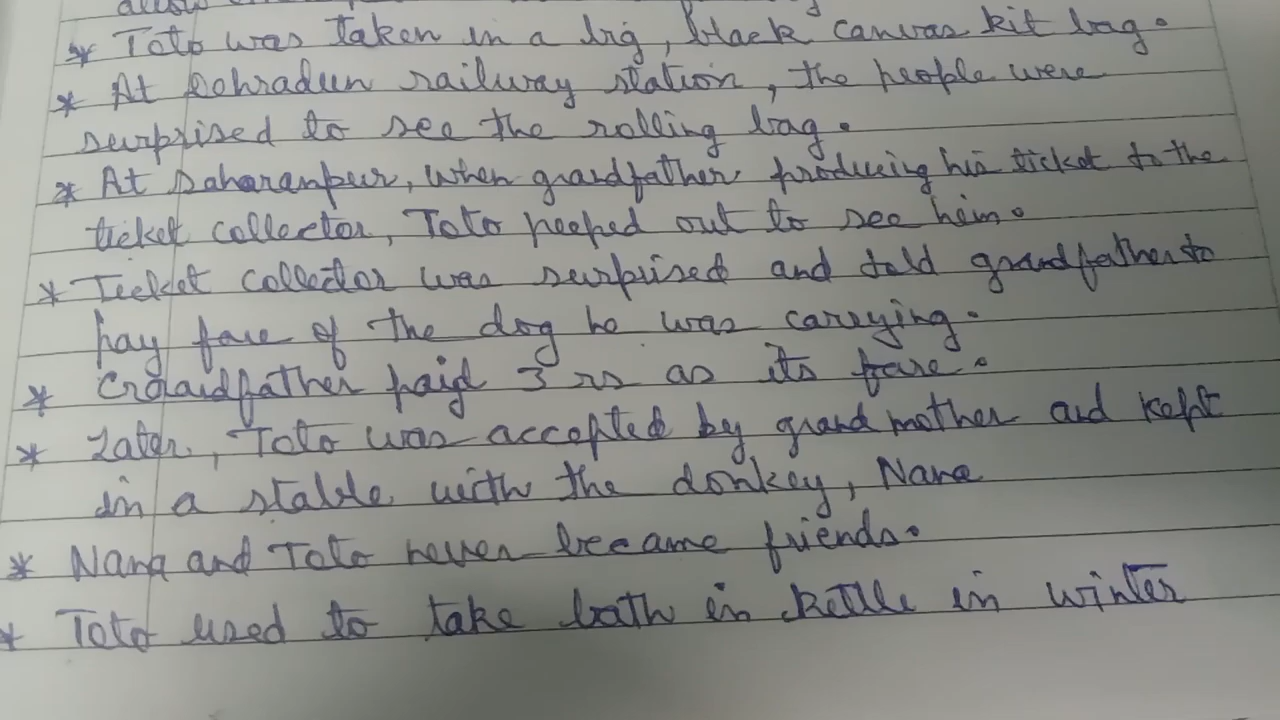 * Toto was taken in a big, black canvas kit bag.
* At Dehradun railway station, the people were
surprised to see the rolling bag.
* At Saharanpur, when grandfather producing his ticket to the
ticket collector, Toto peeped out to see him.
* Ticket collector was surprised and told grandfather to
pay fare of the dog he was carrying.
* Grandfather paid 3 rs as its fare.
* Later, Toto was accepted by grandmother and kept
in a stable with the donkey, Nana
* Nana and Toto never became friends.
* Toto used to take bath in kettle in winter